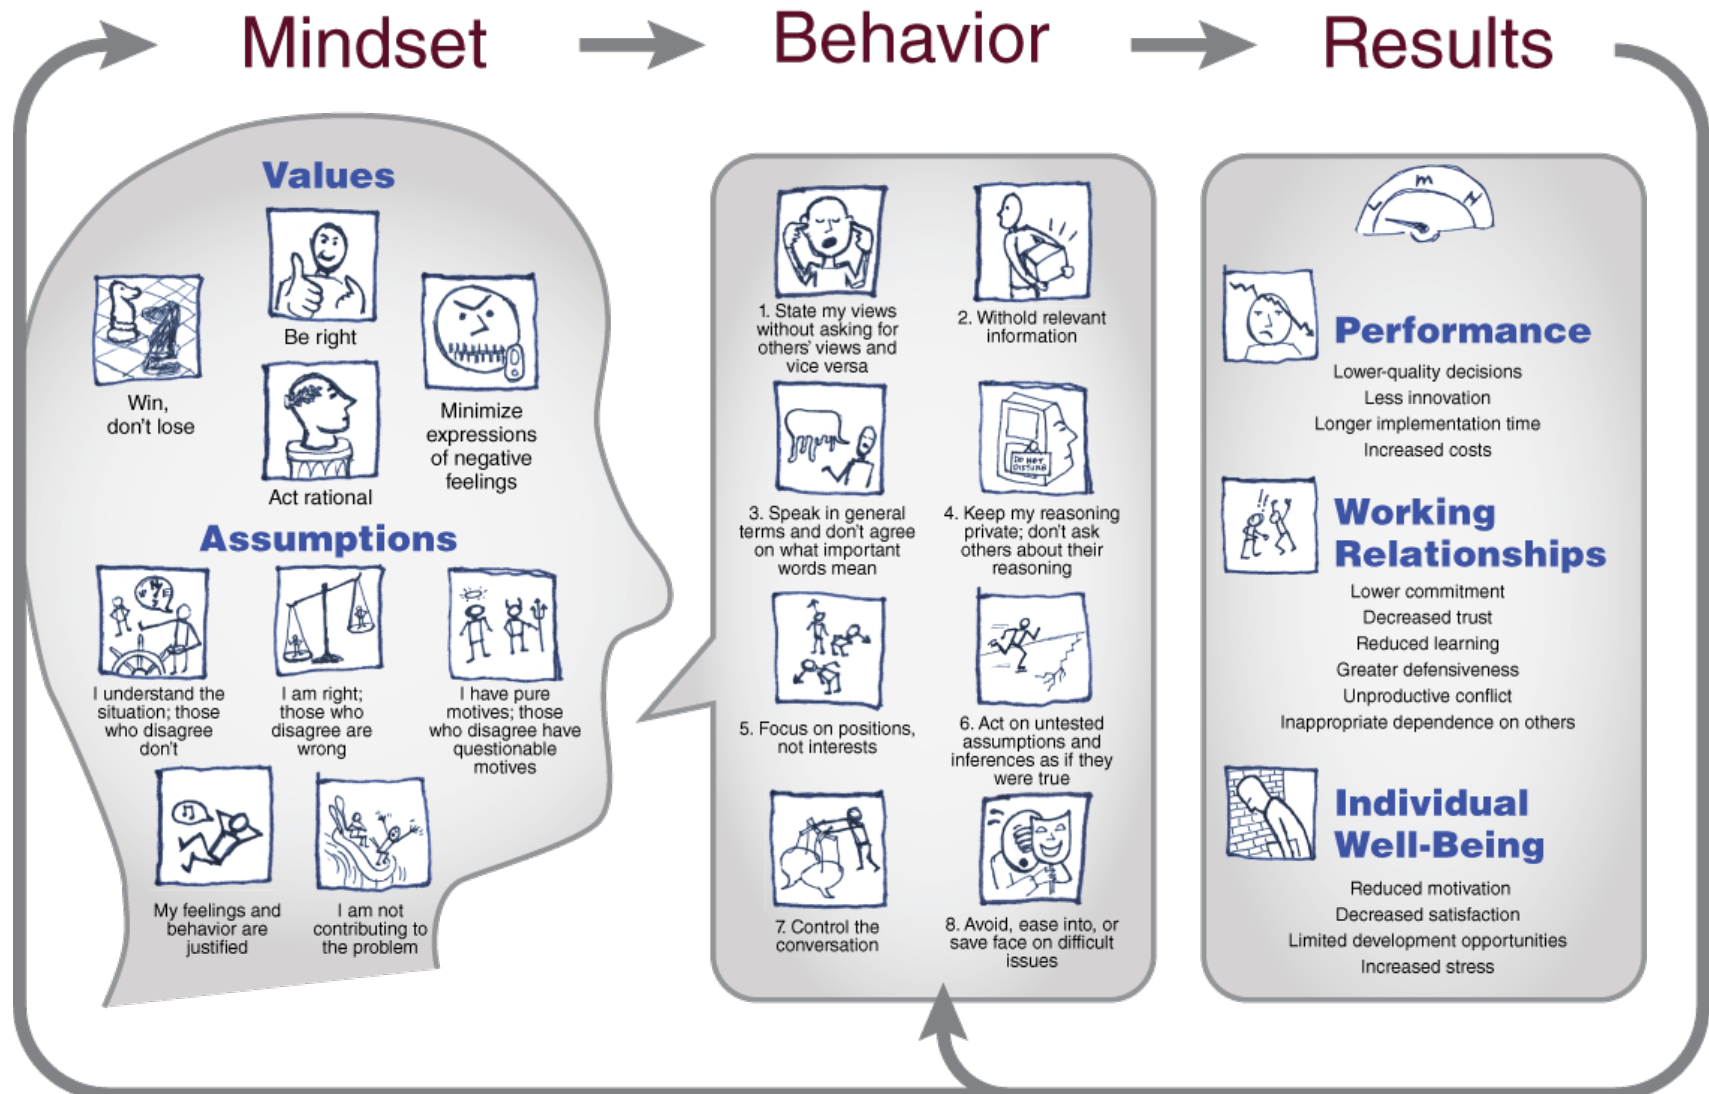 Mindset
Behavior
Results
Values
Be right
Win,
don't lose
Act rational
Minimize
expressions
of negative
feelings
Assumptions
I understand the
situation; those
who disagree
don't
I am right;
those who
disagree are
wrong
I have pure
motives; those
who disagree have
questionable
motives
My feelings and
behavior are
justified
I am not
contributing to
the problem
1. State my views
without asking for
others' views and
vice versa
2. Withold relevant
information
3. Speak in general
terms and don't agree
on what important
words mean
DO NOT
DISTURB
4. Keep my reasoning
private; don't ask
others about their
reasoning
5. Focus on positions,
not interests
6. Act on untested
assumptions and
inferences as if they
were true
7. Control the
conversation
8. Avoid, ease into, or
save face on difficult
issues
L m H
Performance
Lower-quality decisions
Less innovation
Longer implementation time
Increased costs
!!
Working
Relationships
Lower commitment
Decreased trust
Reduced learning
Greater defensiveness
Unproductive conflict
Inappropriate dependence on others
Individual
Well-Being
Reduced motivation
Decreased satisfaction
Limited development opportunities
Increased stress